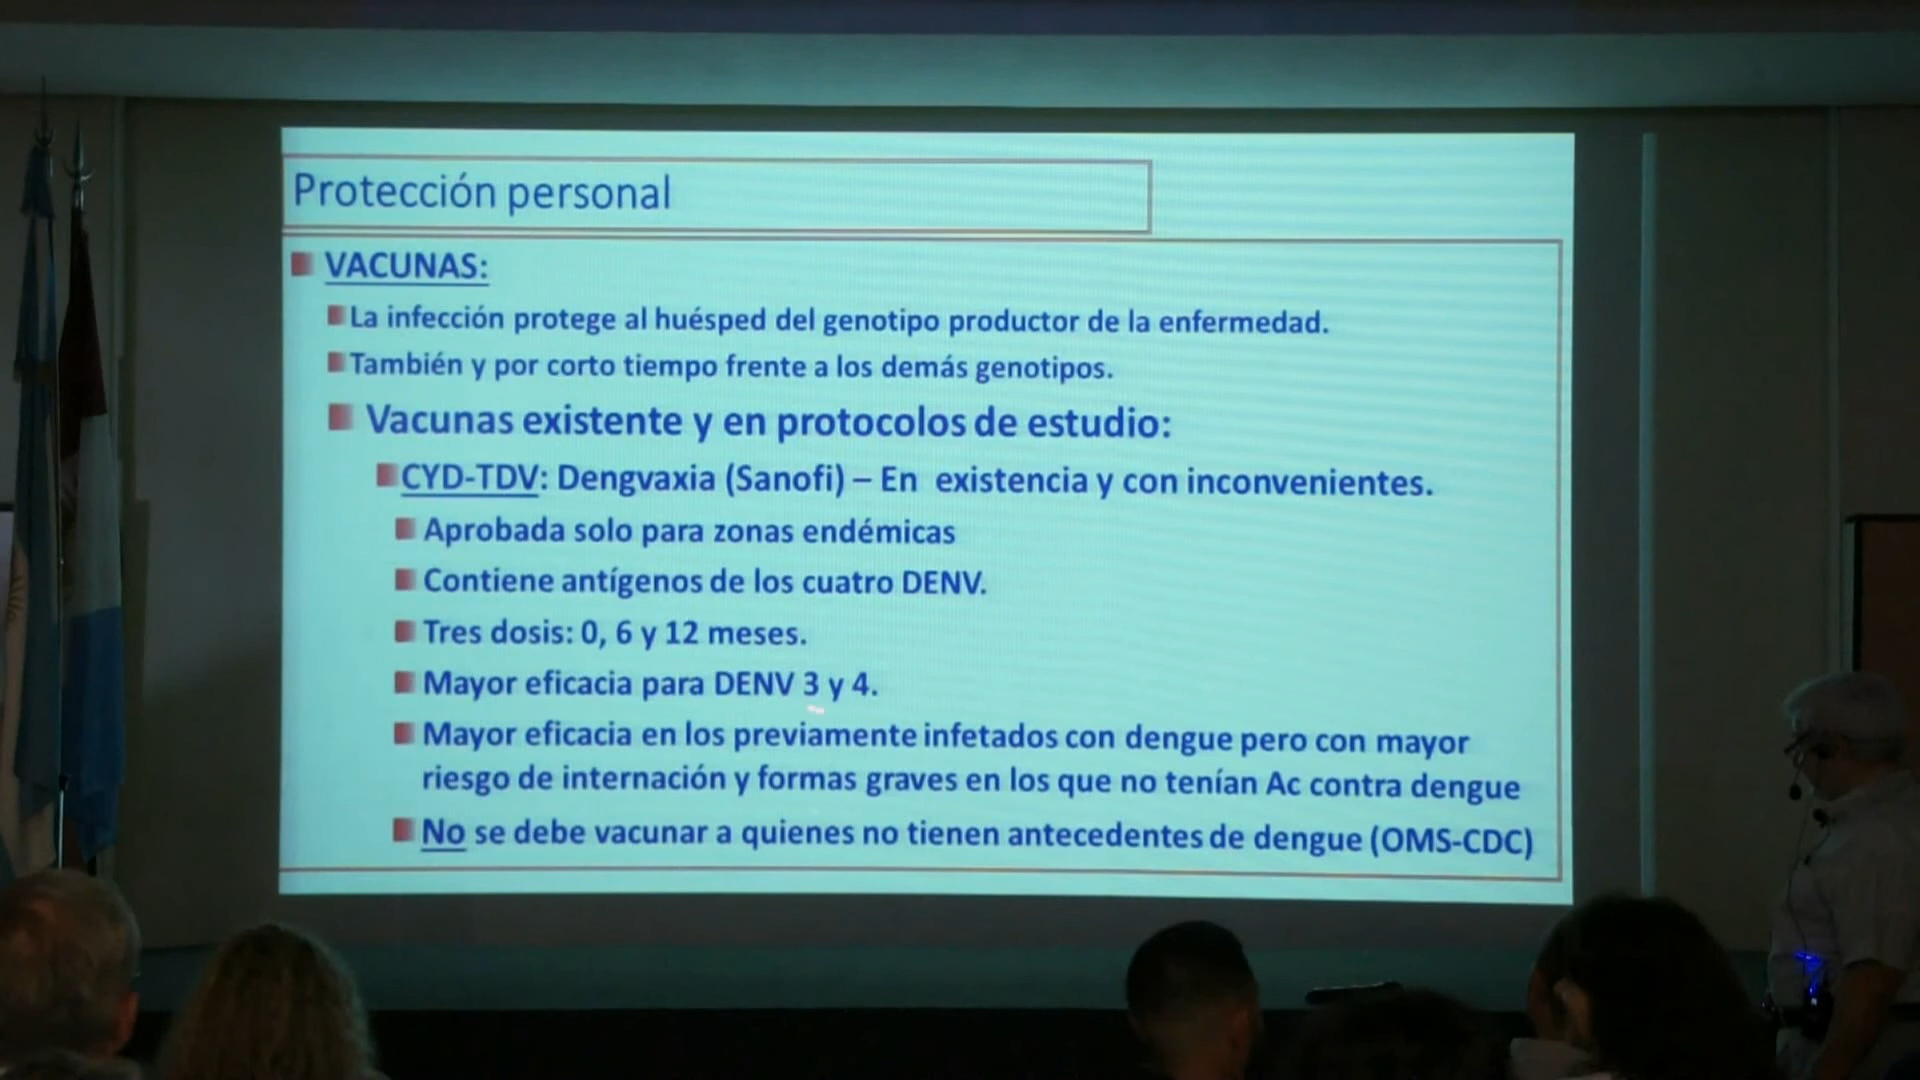 Protección personal
VACUNAS:
La infección protege al huésped del genotipo productor de la enfermedad.
También y por corto tiempo frente a los demás genotipos.
Vacunas existente y en protocolos de estudio:
CYD-TDV: Dengvaxia (Sanofi) – En existencia y con inconvenientes.
Aprobada solo para zonas endémicas
Contiene antígenos de los cuatro DENV.
Tres dosis: 0, 6 y 12 meses.
Mayor eficacia para DENV 3 y 4.
Mayor eficacia en los previamente infetados con dengue pero con mayor
riesgo de internación y formas graves en los que no tenían Ac contra dengue
No se debe vacunar a quienes no tienen antecedentes de dengue (OMS-CDC)